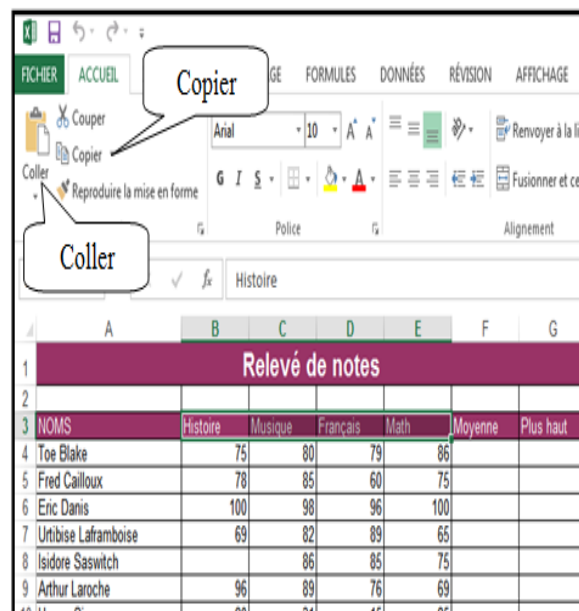 FICHIER ACCUEIL GE FORMULES DONNÉES RÉVISION AFFICHAGE
Copier
Couper
Copier
Coller
Reproduire la mise en forme
Arial 10 A A
G I S A
Renvoyer à la li
Fusionner et ce
Police Alignement
Coller
fx Histoire
A B C D E F G
1 Relevé de notes
2
3 NOMS Histoire Musique Français Math Moyenne Plus haut
4 Toe Blake 75 80 79 86
5 Fred Cailloux 78 85 60 75
6 Eric Danis 100 98 96 100
7 Urtibise Laframboise 69 82 89 65
8 Isidore Saswitch 86 85 75
9 Arthur Laroche 96 89 76 69